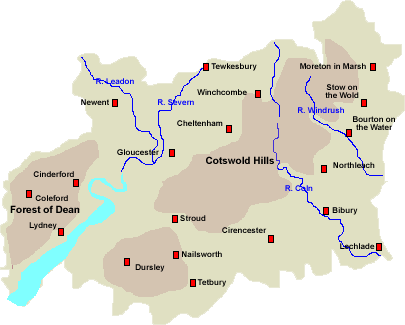 Tewkesbury
Moreton in Marsh
R. Leadon
Stow on
the Wold
Winchcombe
Newent
R. Severn
R. Windrush
Bourton on
the Water
Cheltenham
Gloucester
Cotswold Hills
Northleach
Cinderford
R. Coln
Coleford
Forest of Dean
Bibury
Stroud
Lydney
Cirencester
Lechlade
Nailsworth
Dursley
Tetbury